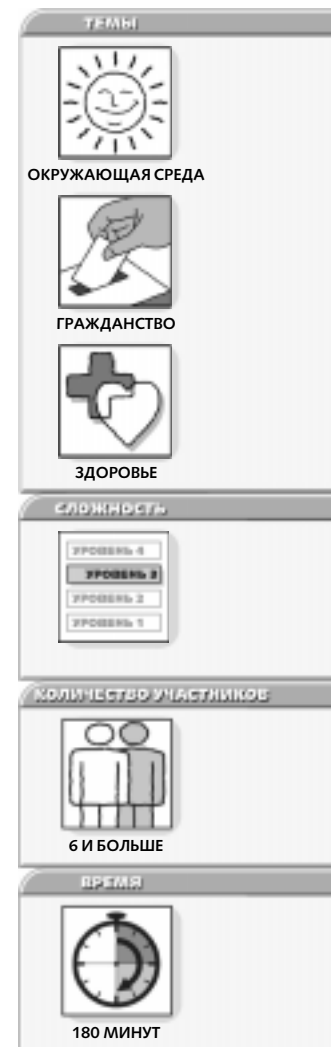 ТЕМЫ
ОКРУЖАЮЩАЯ СРЕДА
ГРАЖДАНСТВО
ЗДОРОВЬЕ
СЛОЖНОСТЬ
УРОВЕНЬ 4
УРОВЕНЬ 3
УРОВЕНЬ 2
УРОВЕНЬ 1
КОЛИЧЕСТВО УЧАСТНИКОВ
6 И БОЛЬШЕ
ВРЕМЯ
180 МИНУТ